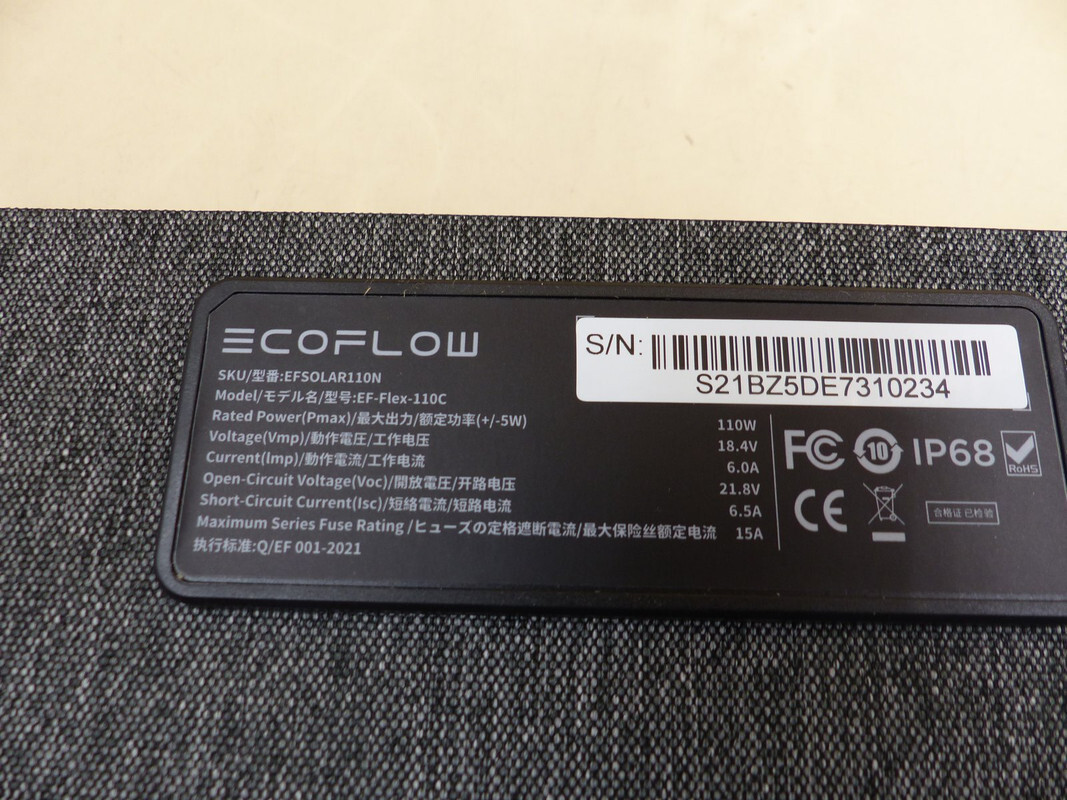 ECOFLOW
SKU/型番:EFSOLAR110N
Model/モデル名/型号:EF-Flex-110C
Rated Power(Pmax)/最大出力/额定功率(+/-5W) 110W
Voltage(Vmp)/動作電圧/工作电压 18.4V
Current(lmp)/動作電流/工作电流 6.0A
Open-Circuit Voltage(Voc)/開放電圧/开路电压 21.8V
Short-Circuit Current(Isc)/短絡電流/短路电流 6.5A
Maximum Series Fuse Rating /ヒューズの定格遮断電流/最大保险丝额定电流 15A
执行标准:Q/EF 001-2021
S/N:
S21BZ5DE7310234
FC 10 IP68 RoHS
CE 合格证 已检验